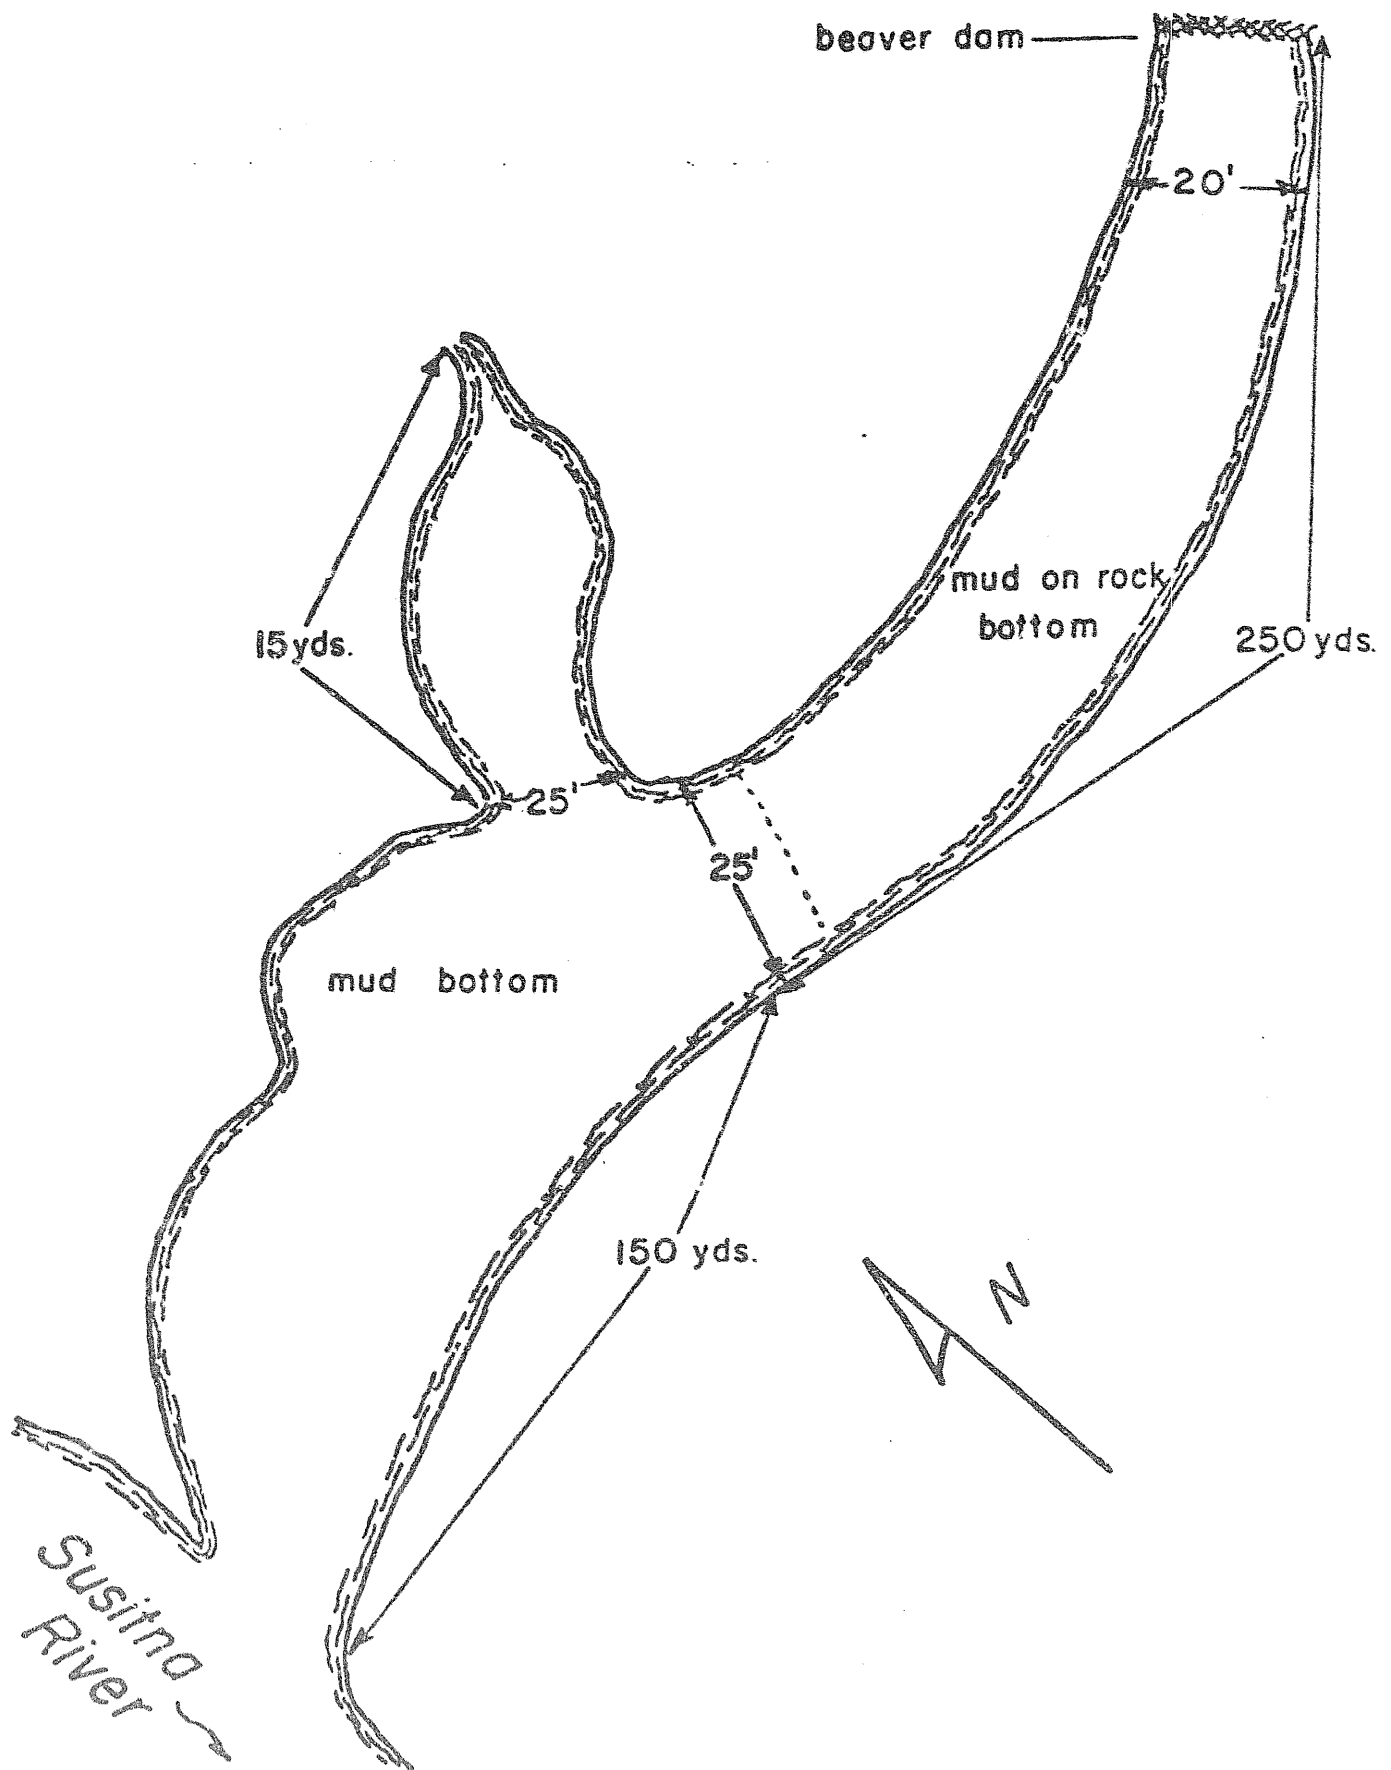 beaver dam
20'
mud on rock
bottom
15 yds.
250 yds.
25'
25'
mud bottom
150 yds.
N
Susitna
River